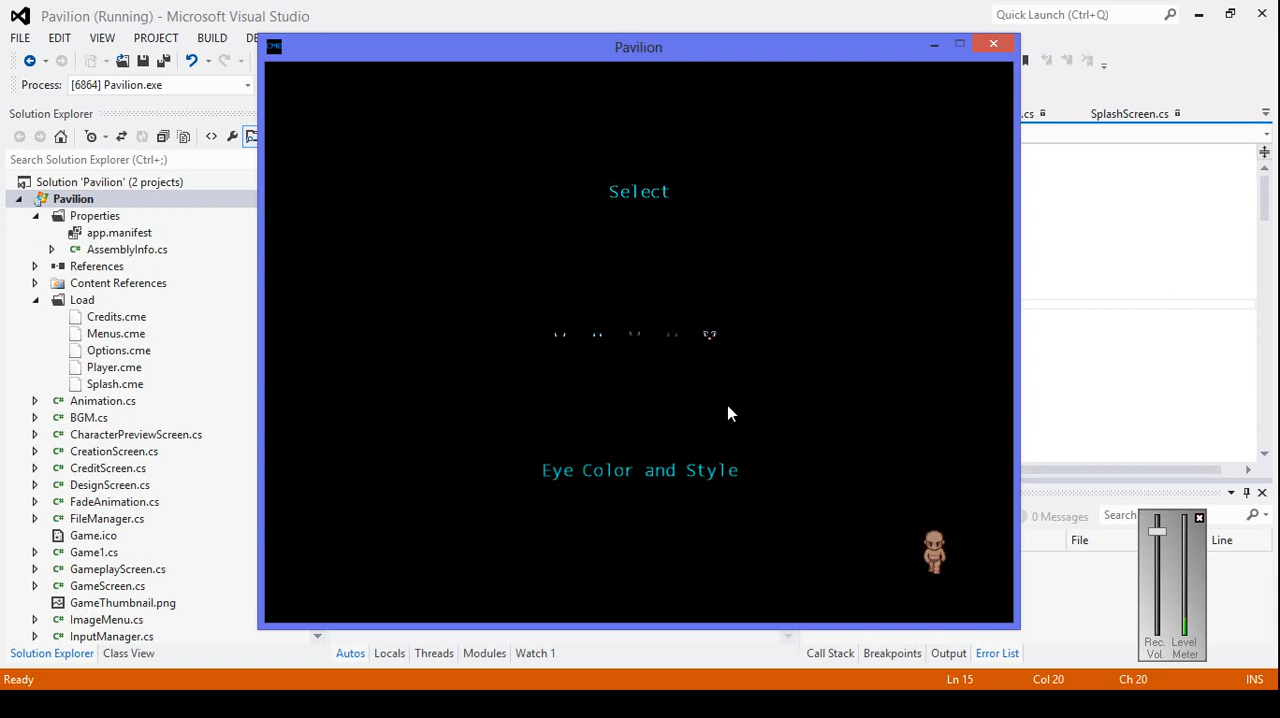 Pavilion (Running) - Microsoft Visual Studio
Quick Launch (Ctrl+Q)
FILE EDIT VIEW PROJECT BUILD
Process: [6864] Pavilion.exe
Solution Explorer
Search Solution Explorer (Ctrl+;)
Solution 'Pavilion' (2 projects)
Pavilion
Properties
app.manifest
AssemblyInfo.cs
References
Content References
Load
Credits.cme
Menus.cme
Options.cme
Player.cme
Splash.cme
Animation.cs
BGM.cs
CharacterPreviewScreen.cs
CreationScreen.cs
CreditScreen.cs
DesignScreen.cs
FadeAnimation.cs
FileManager.cs
Game.ico
Game1.cs
GameplayScreen.cs
GameScreen.cs
GameThumbnail.png
ImageMenu.cs
InputManager.cs
Solution Explorer Class View
CME
Pavilion
Select
Eye Color and Style
.cs
SplashScreen.cs
0 Messages
Search
File
Line
Rec. Vol.
Level Meter
Autos Locals Threads Modules Watch 1
Call Stack Breakpoints Output Error List
Ready
Ln 15 Col 20 Ch 20 INS